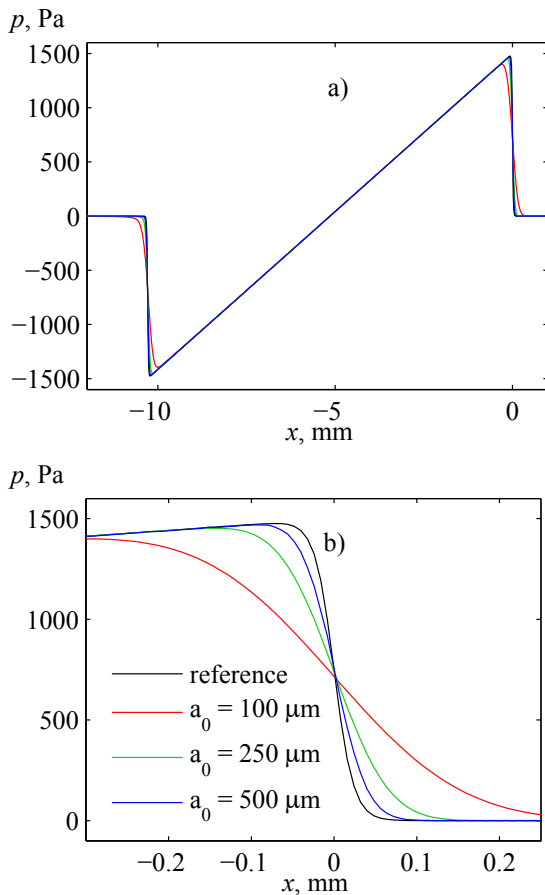 p, Pa
1500
1000
500
0
−500
−1000
−1500
a)
−10
−5
0
x, mm
p, Pa
1500
1000
500
0
b)
reference
a₀ = 100 μm
a₀ = 250 μm
a₀ = 500 μm
−0.2
−0.1
0
0.1
0.2
x, mm